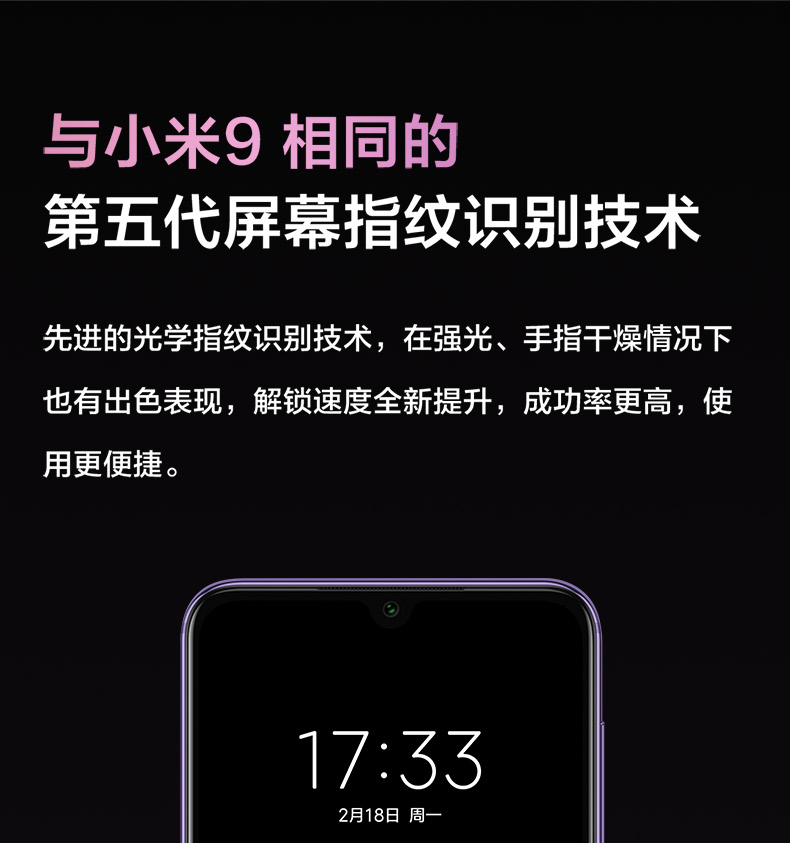 与小米9 相同的
第五代屏幕指纹识别技术
先进的光学指纹识别技术，在强光、手指干燥情况下
也有出色表现，解锁速度全新提升，成功率更高，使
用更便捷。
17:33
2月18日 周一